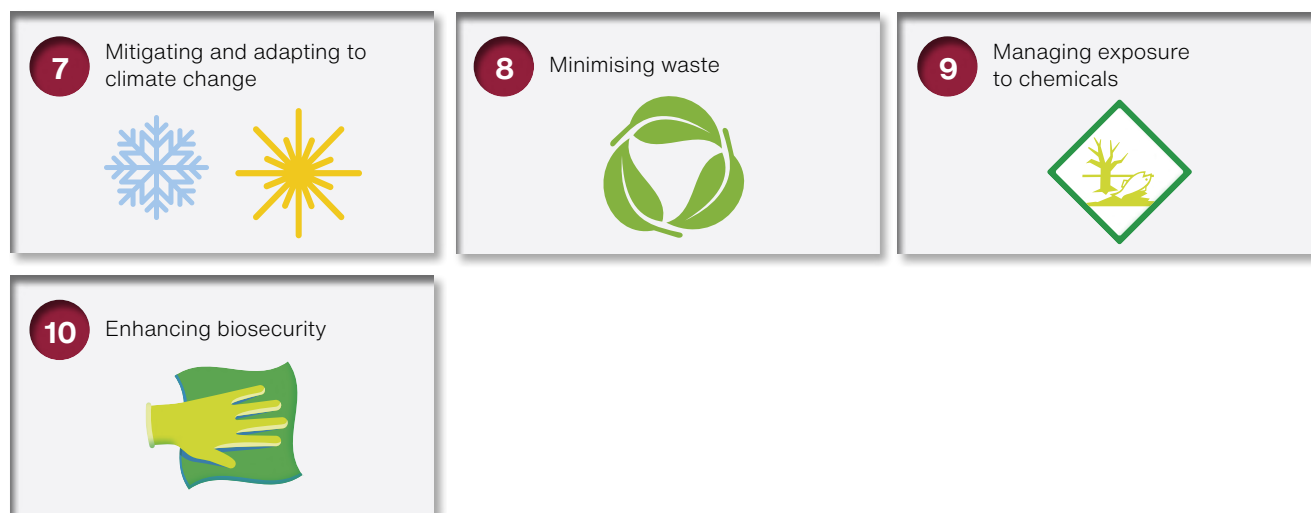 7
Mitigating and adapting to
climate change
8
Minimising waste
9
Managing exposure
to chemicals
10
Enhancing biosecurity